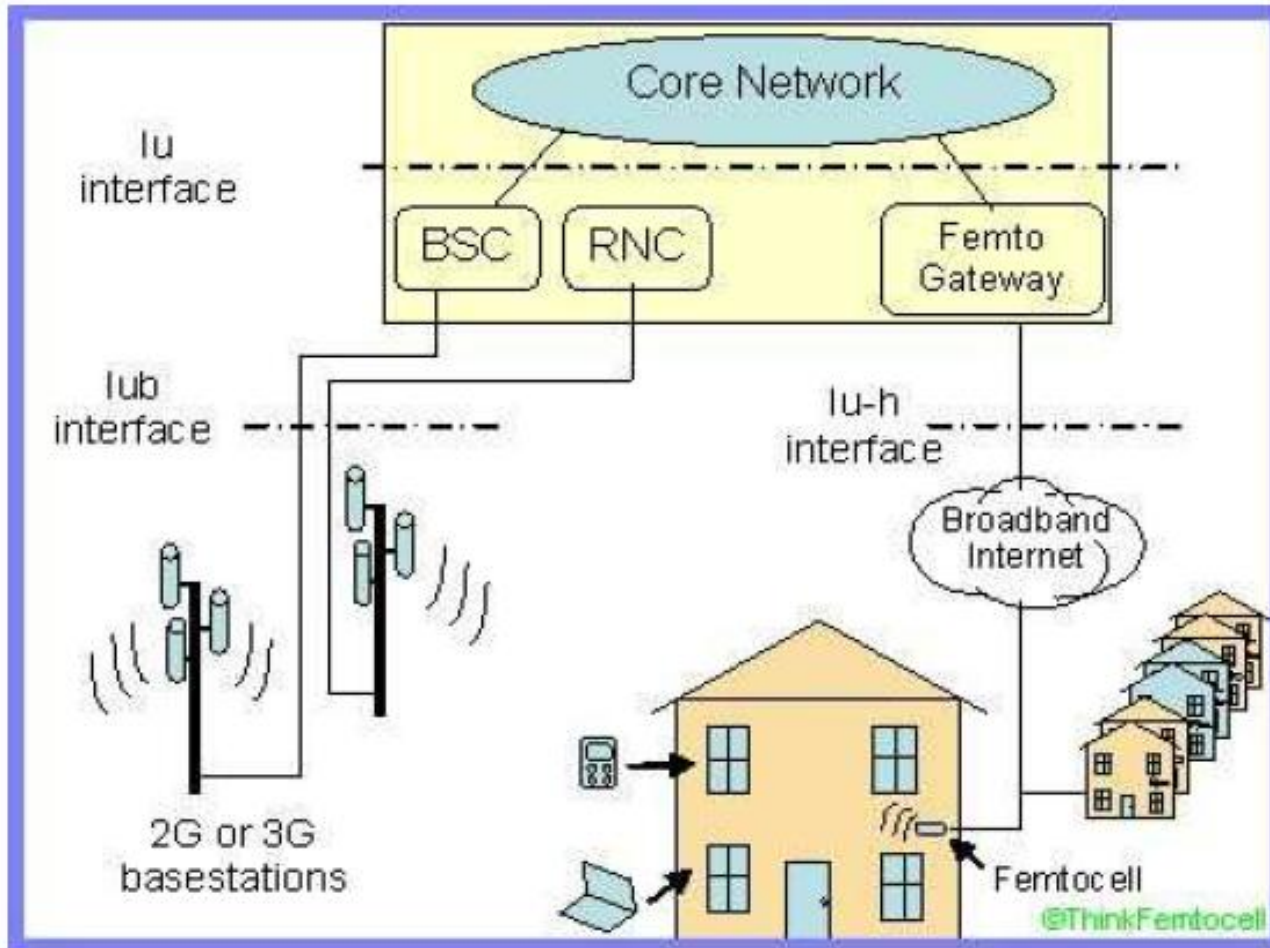 Core Network
Iu
interface
BSC
RNC
Femto
Gateway
Iub
interface
Iu-h
interface
Broadband
Internet
2G or 3G
basestations
Femtocell
©ThinkFemtocell